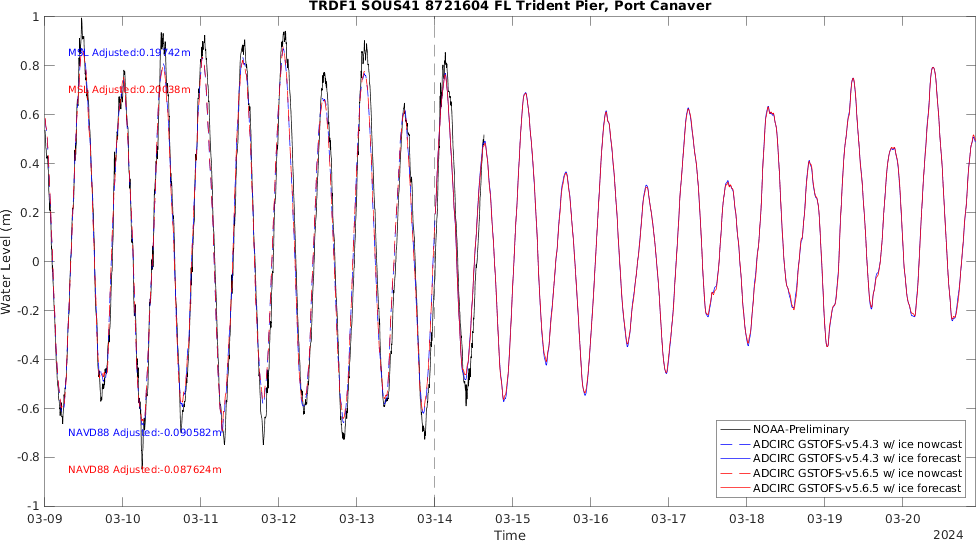 TRDF1 SOUS41 8721604 FL Trident Pier, Port Canaver
1
0.8
0.6
0.4
0.2
0
-0.2
-0.4
-0.6
-0.8
-1
Water Level (m)
MSL Adjusted:0.19742m
MSL Adjusted:0.20038m
NAVD88 Adjusted:-0.090582m
NAVD88 Adjusted:-0.087624m
NOAA-Preliminary
ADCIRC GSTOFS-v5.4.3 w/ ice nowcast
ADCIRC GSTOFS-v5.4.3 w/ ice forecast
ADCIRC GSTOFS-v5.6.5 w/ ice nowcast
ADCIRC GSTOFS-v5.6.5 w/ ice forecast
03-09 03-10 03-11 03-12 03-13 03-14 03-15 03-16 03-17 03-18 03-19 03-20
Time
2024